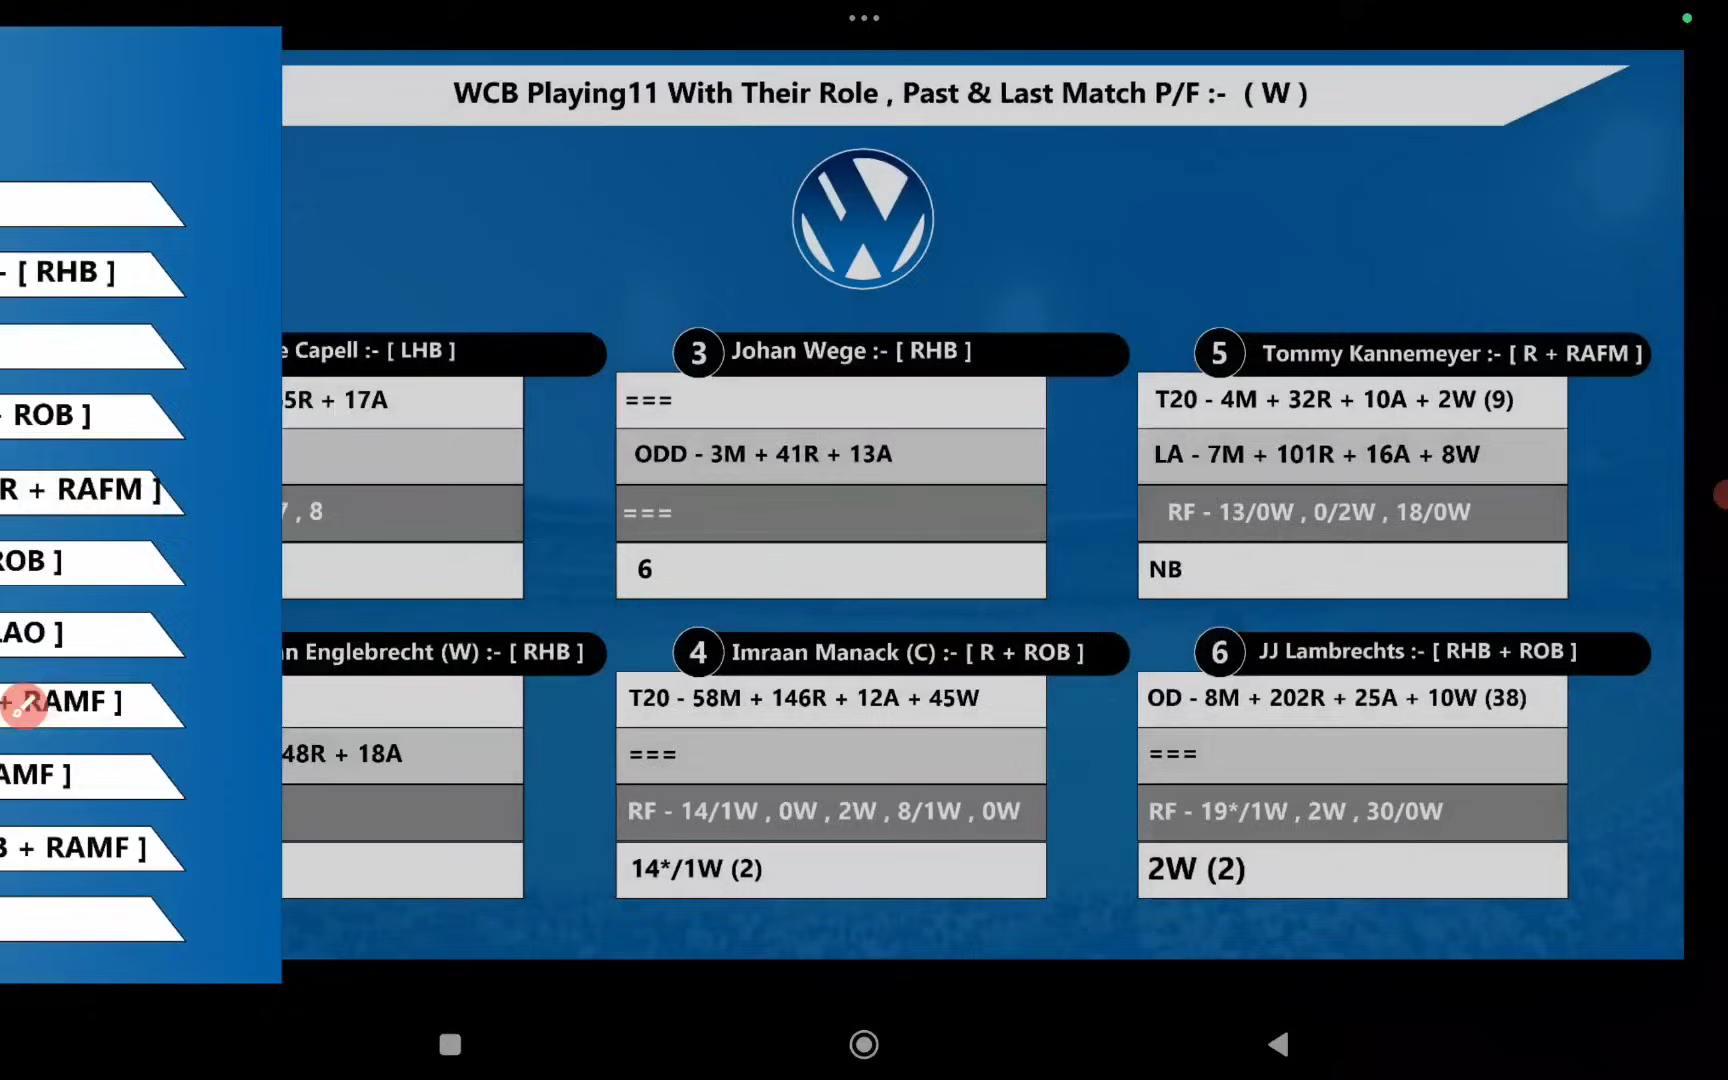 WCB Playing11 With Their Role , Past & Last Match P/F :- ( W )
- [ RHB ]
ROB ]
R + RAFM ]
ROB ]
LAO ]
+ RAMF ]
AMF ]
+ RAMF ]
Capell :- [ LHB ]
5R + 17A
, 8
3 Johan Wege :- [ RHB ]
===
ODD - 3M + 41R + 13A
===
6
5 Tommy Kannemeyer :- [ R + RAFM ]
T20 - 4M + 32R + 10A + 2W (9)
LA - 7M + 101R + 16A + 8W
RF - 13/0W , 0/2W , 18/0W
NB
Englebrecht (W) :- [ RHB ]
48R + 18A
4 Imraan Manack (C) :- [ R + ROB ]
T20 - 58M + 146R + 12A + 45W
===
RF - 14/1W , 0W , 2W , 8/1W , 0W
14*/1W (2)
6 JJ Lambrechts :- [ RHB + ROB ]
OD - 8M + 202R + 25A + 10W (38)
===
RF - 19*/1W , 2W , 30/0W
2W (2)